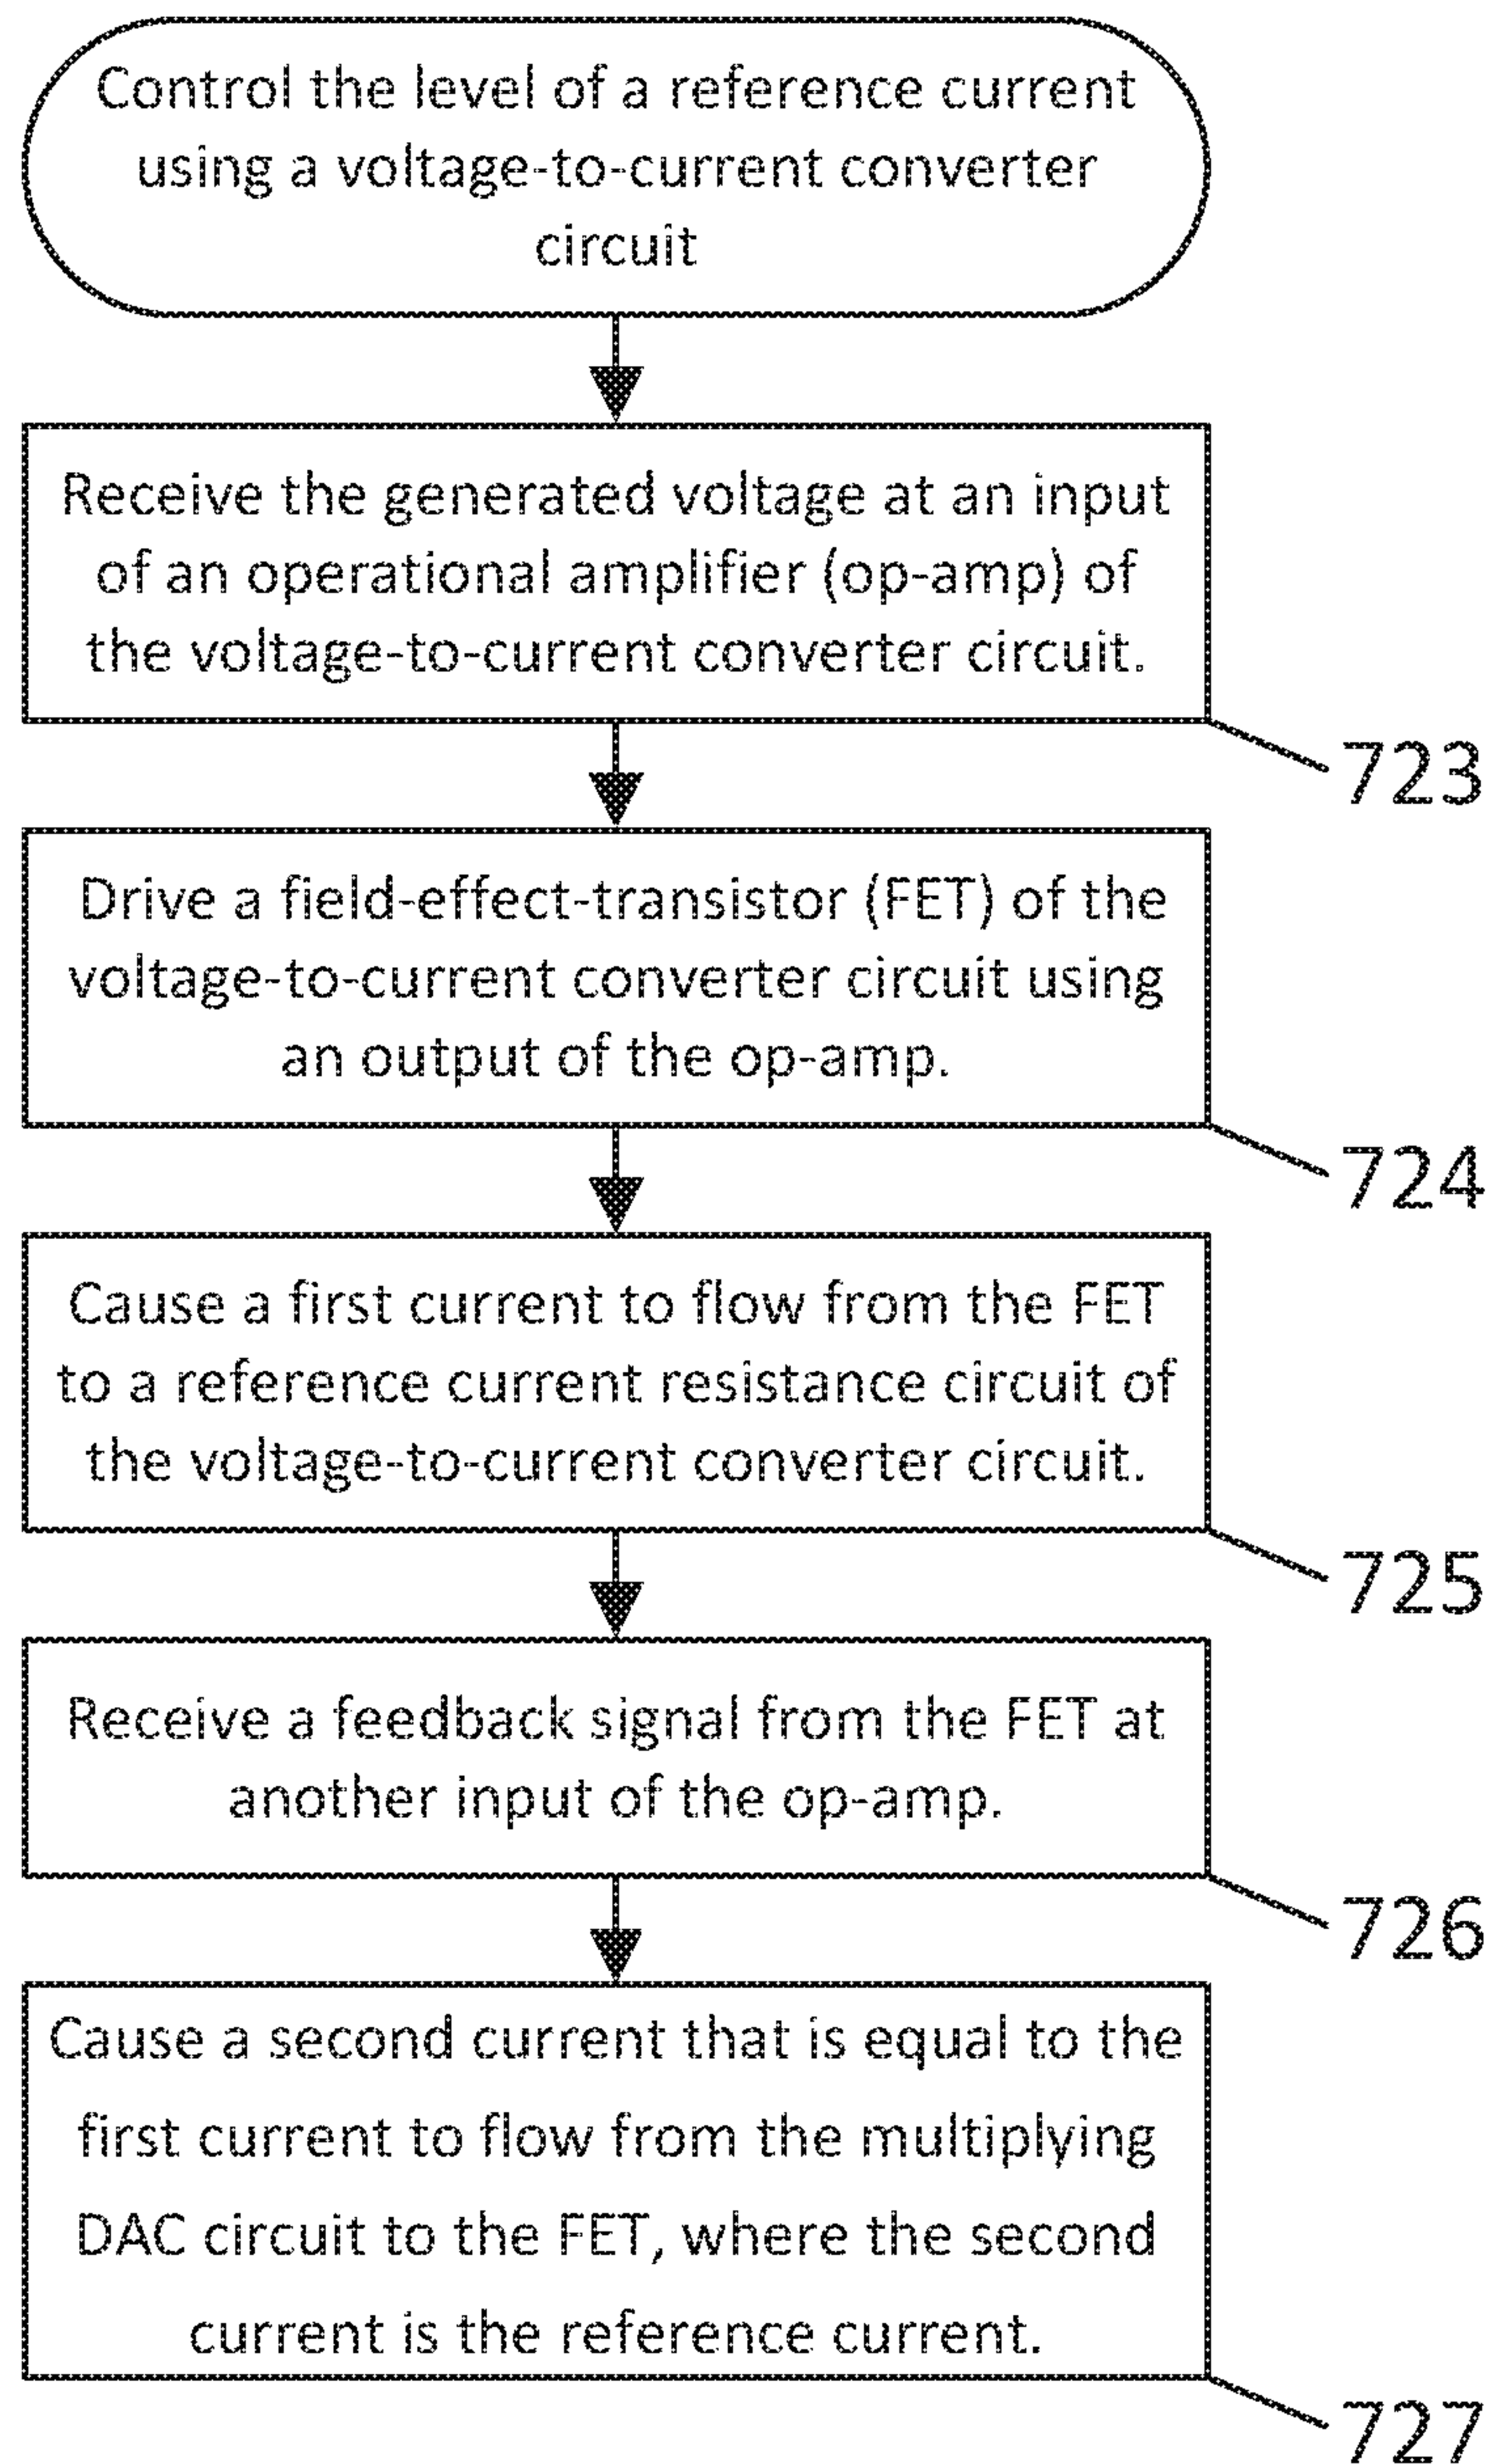 Control the level of a reference current
using a voltage-to-current converter
circuit
Receive the generated voltage at an input
of an operational amplifier (op-amp) of
the voltage-to-current converter circuit.
723
Drive a field-effect-transistor (FET) of the
voltage-to-current converter circuit using
an output of the op-amp.
724
Cause a first current to flow from the FET
to a reference current resistance circuit of
the voltage-to-current converter circuit.
725
Receive a feedback signal from the FET at
another input of the op-amp.
726
Cause a second current that is equal to the
first current to flow from the multiplying
DAC circuit to the FET, where the second
current is the reference current.
727